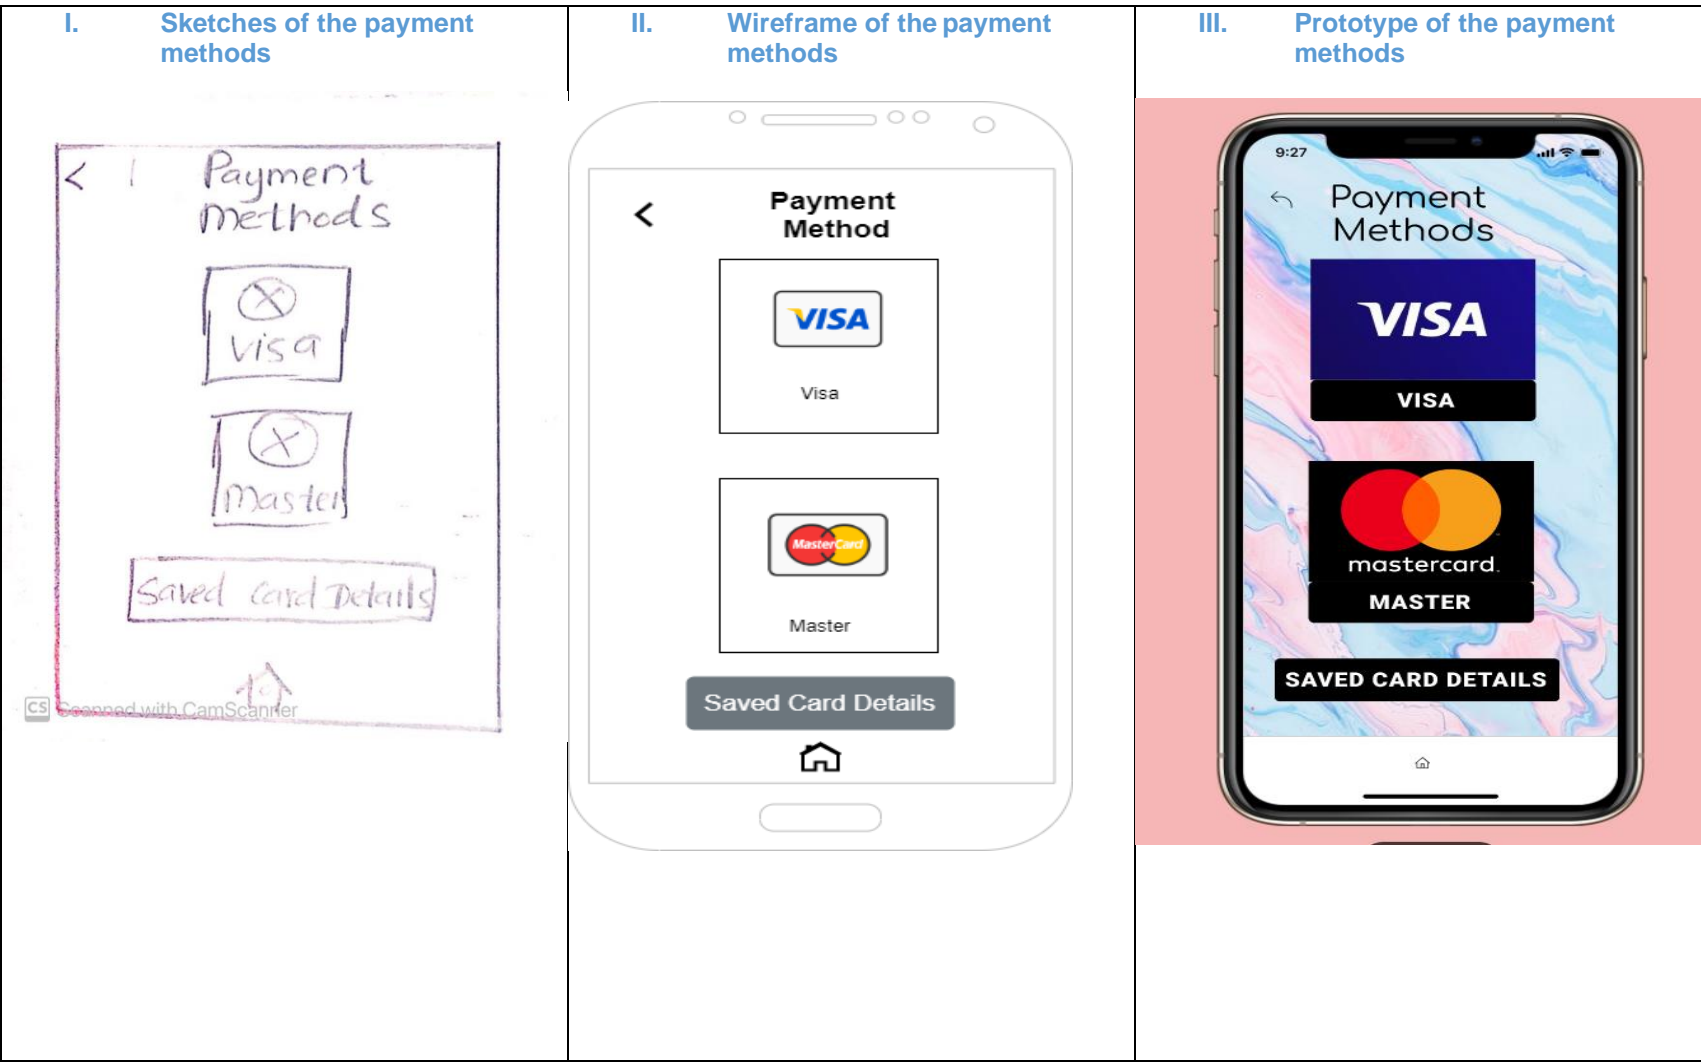 I. Sketches of the payment
methods
< | Payment
Methods
Visa
Master
Saved Card Details
CS Scanned with CamScanner
II. Wireframe of the payment
methods
<
Payment
Method
VISA
Visa
MasterCard
Master
Saved Card Details
III. Prototype of the payment
methods
9:27
Payment
Methods
VISA
VISA
mastercard.
MASTER
SAVED CARD DETAILS